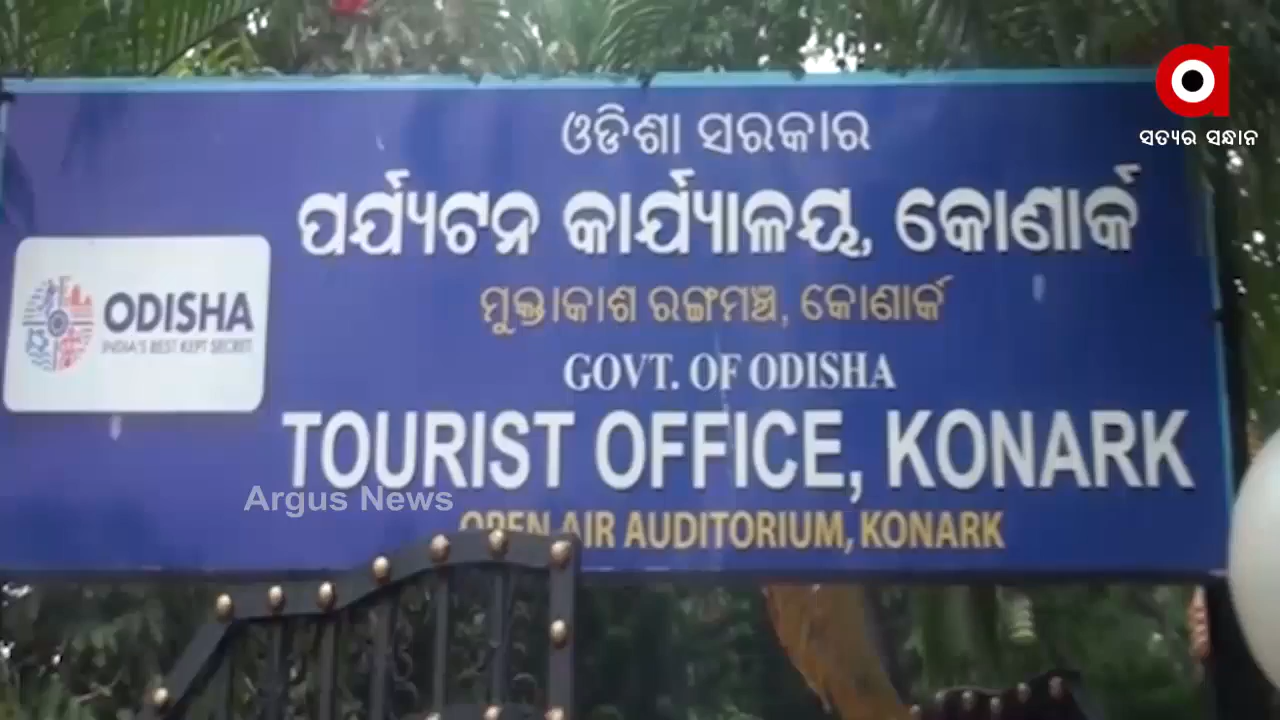 ସତ୍ୟର ସନ୍ଧାନ
ଓଡିଶା ସରକାର
ପର୍ଯ୍ୟଟନ କାର୍ଯ୍ୟାଳୟ, କୋଣାର୍କ
ମୁକ୍ତାକାଶ ରଙ୍ଗମଞ୍ଚ, କୋଣାର୍କ
ODISHA
INDIA'S BEST KEPT SECRET
GOVT. OF ODISHA
TOURIST OFFICE, KONARK
Argus News
OPEN AIR AUDITORIUM, KONARK